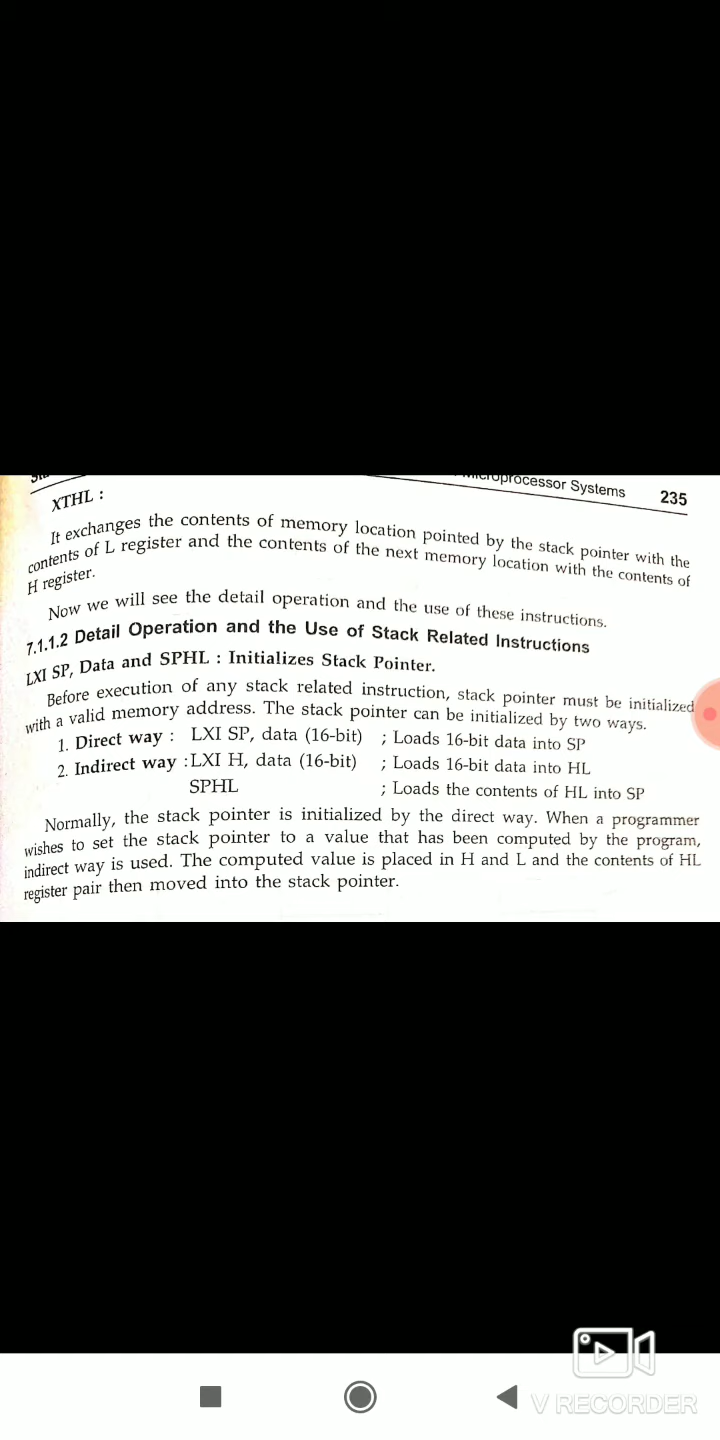 Microprocessor Systems 235
XTHL :
It exchanges the contents of memory location pointed by the stack pointer with the
contents of L register and the contents of the next memory location with the contents of
H register.
Now we will see the detail operation and the use of these instructions.
7.1.1.2 Detail Operation and the Use of Stack Related Instructions
LXI SP, Data and SPHL : Initializes Stack Pointer.
Before execution of any stack related instruction, stack pointer must be initialized
with a valid memory address. The stack pointer can be initialized by two ways.
1. Direct way : LXI SP, data (16-bit) ; Loads 16-bit data into SP
2. Indirect way : LXI H, data (16-bit) ; Loads 16-bit data into HL
SPHL ; Loads the contents of HL into SP
Normally, the stack pointer is initialized by the direct way. When a programmer
wishes to set the stack pointer to a value that has been computed by the program,
indirect way is used. The computed value is placed in H and L and the contents of HL
register pair then moved into the stack pointer.
V RECORDER